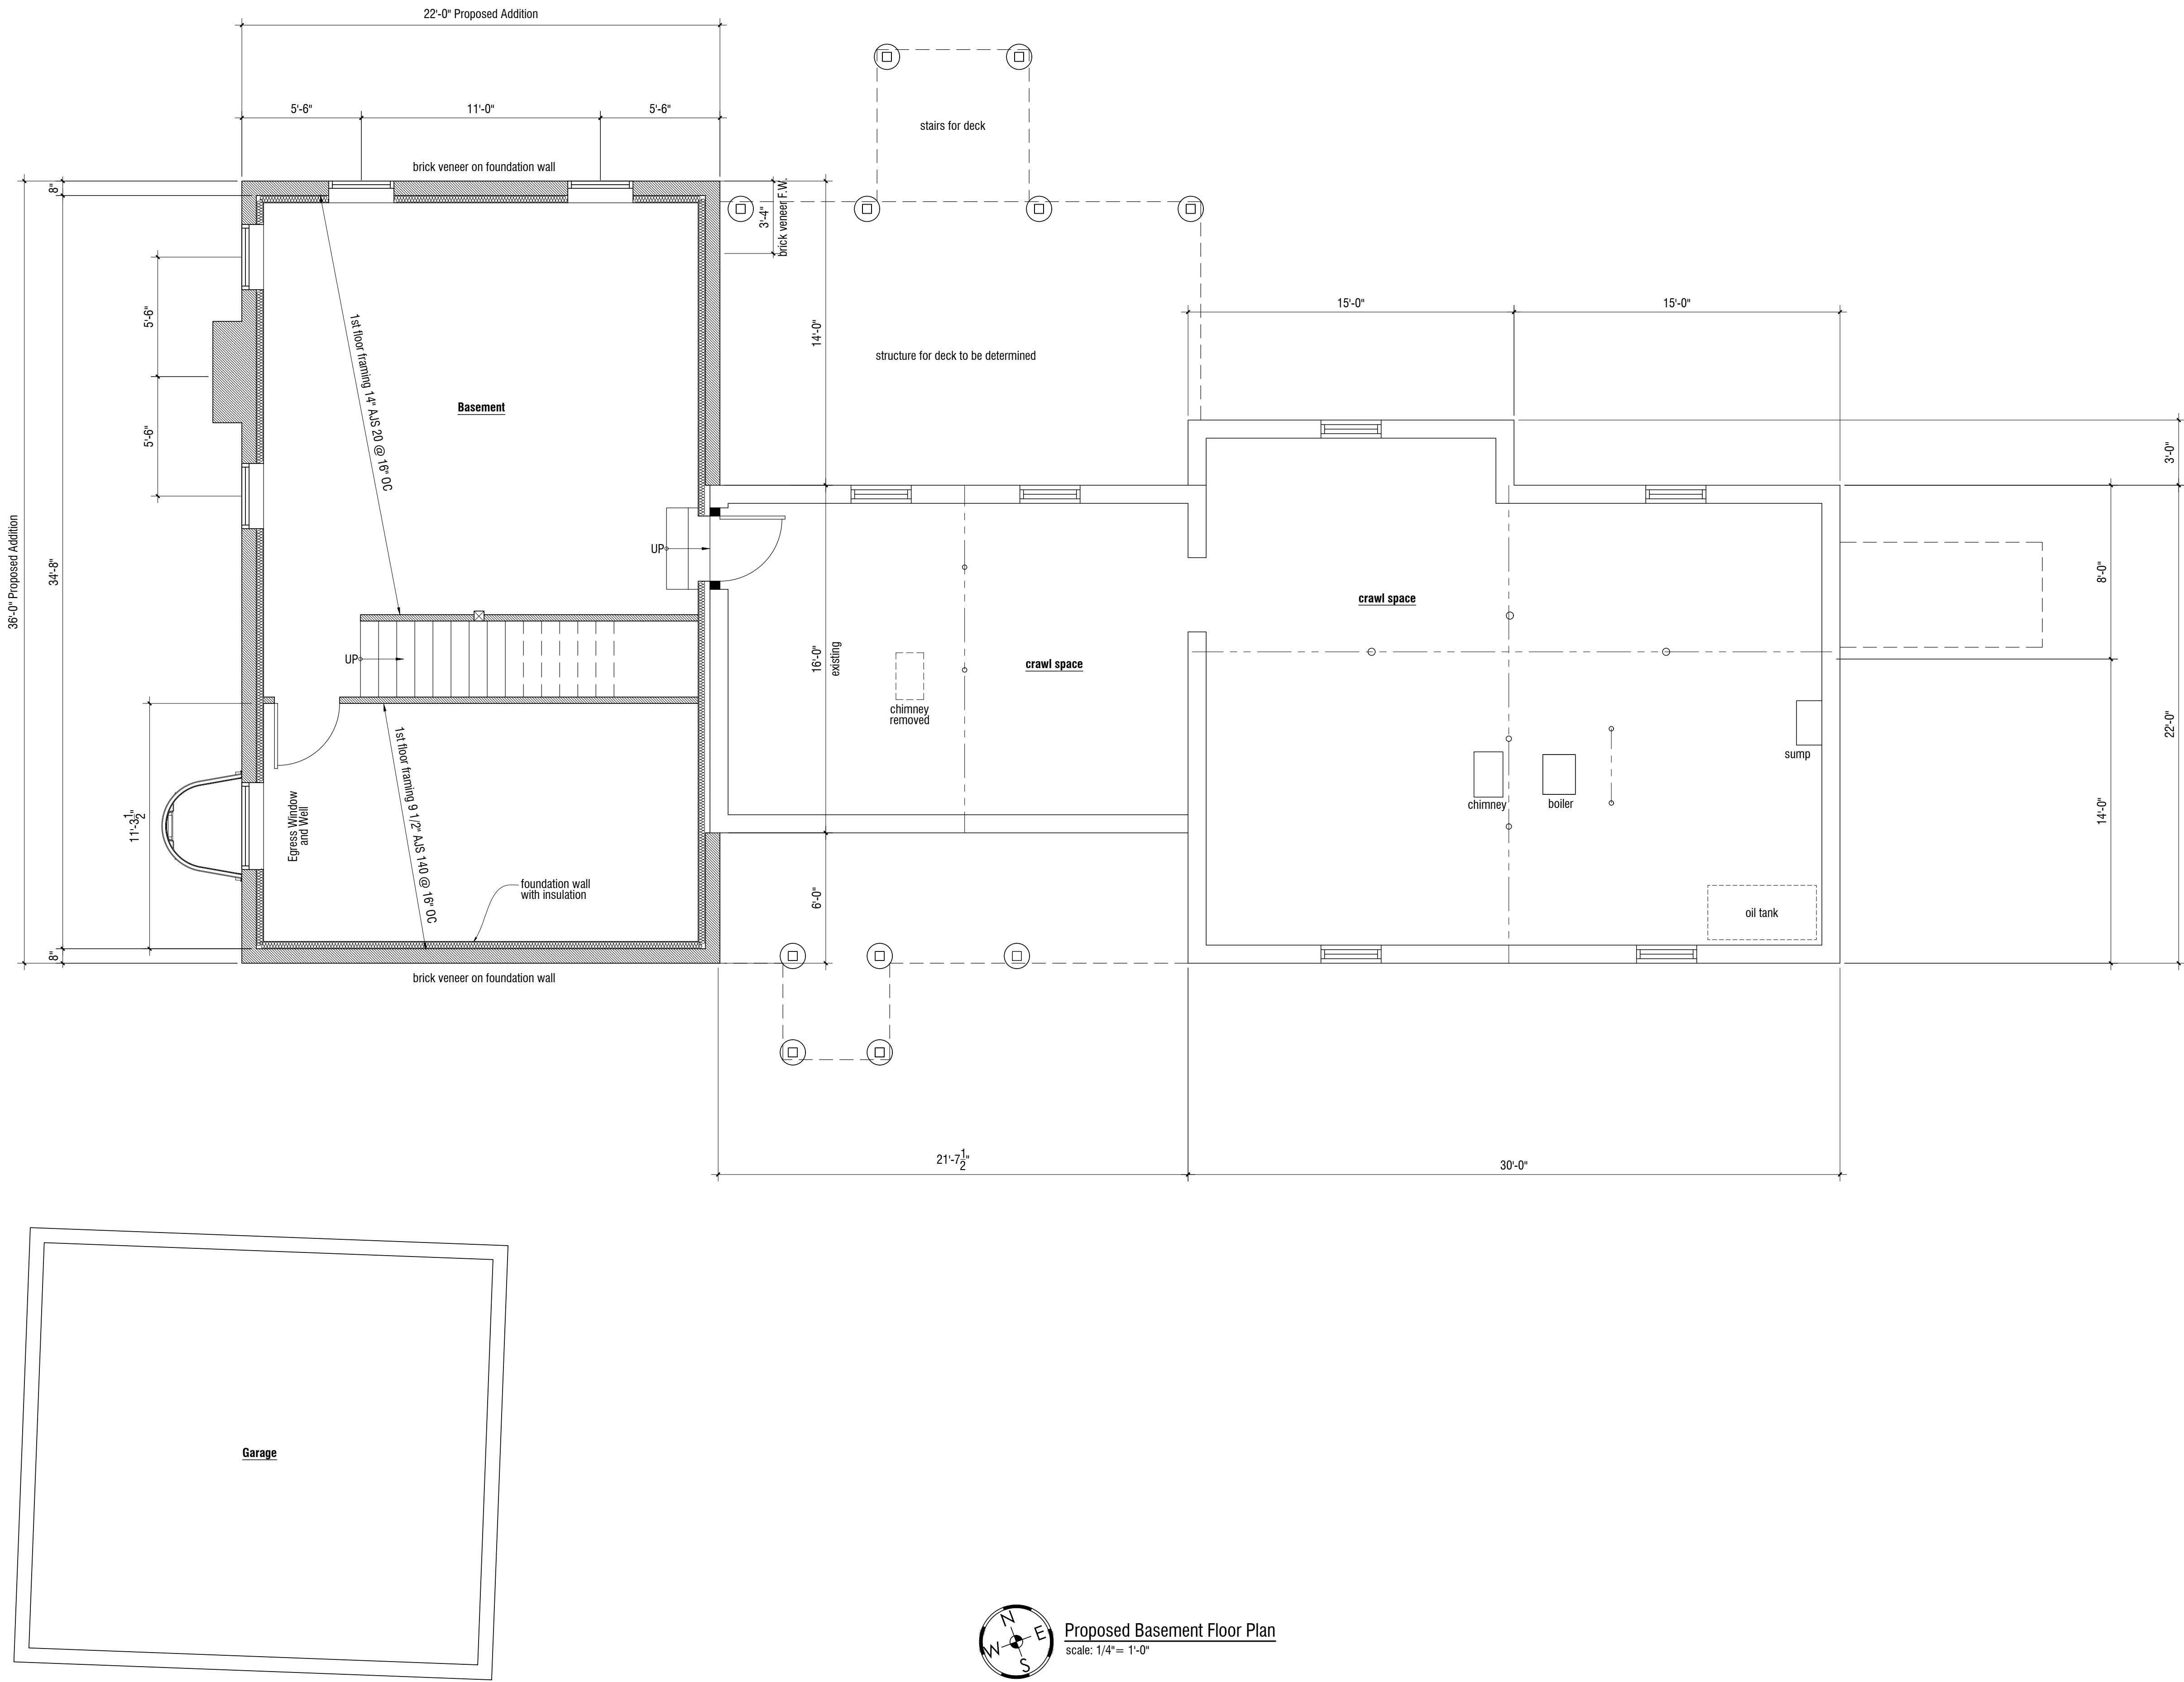 22'-0" Proposed Addition
5'-6"
11'-0"
5'-6"
stairs for deck
brick veneer on foundation wall
8"
3'-4"
brick veneer F.W.
5'-6"
5'-6"
36'-0" Proposed Addition
34'-8"
1st floor framing 14" AJS 20 @ 16" OC
Basement
14'-0"
structure for deck to be determined
15'-0"
15'-0"
3'-0"
UP
UP
16'-0"
existing
crawl space
crawl space
8'-0"
22'-0"
14'-0"
chimney
removed
sump
chimney
boiler
oil tank
11'-3 1/2"
Egress Window
and Well
1st floor framing 9 1/2" AJS 140 @ 16" OC
foundation wall
with insulation
6'-0"
8"
brick veneer on foundation wall
21'-7 1/2"
30'-0"
Garage
N
E
W
S
Proposed Basement Floor Plan
scale: 1/4"= 1'-0"